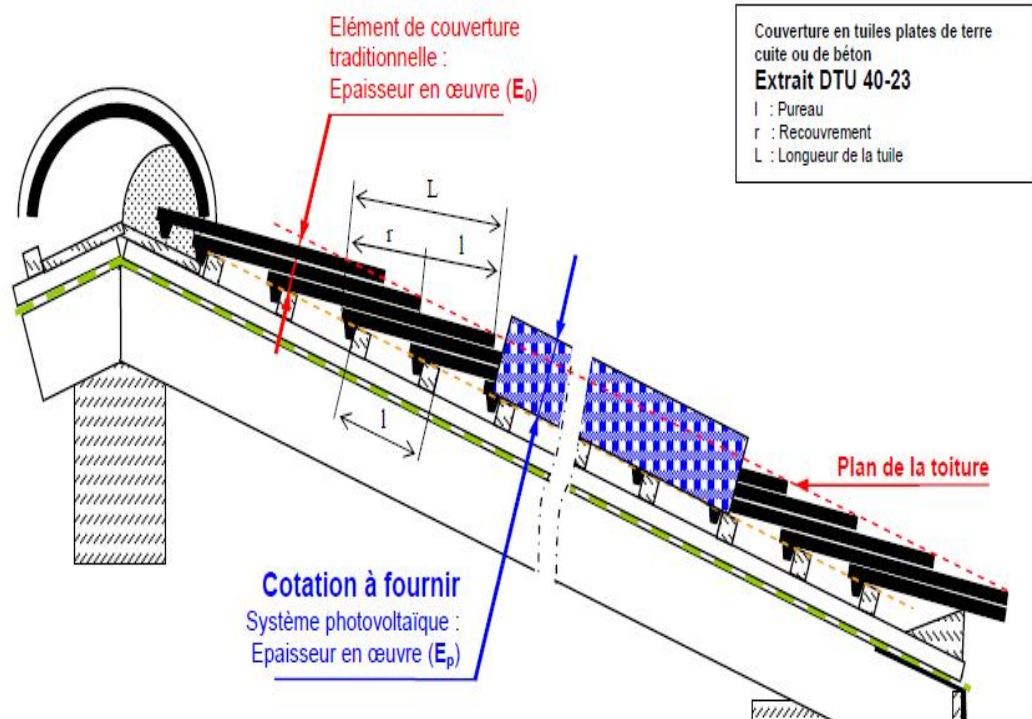 Elément de couverture
traditionnelle :
Epaisseur en œuvre (E0)
Couverture en tuiles plates de terre
cuite ou de béton
Extrait DTU 40-23
l : Pureau
r : Recouvrement
L : Longueur de la tuile
L
r
l
l
Plan de la toiture
Cotation à fournir
Système photovoltaïque :
Epaisseur en œuvre (Ep)